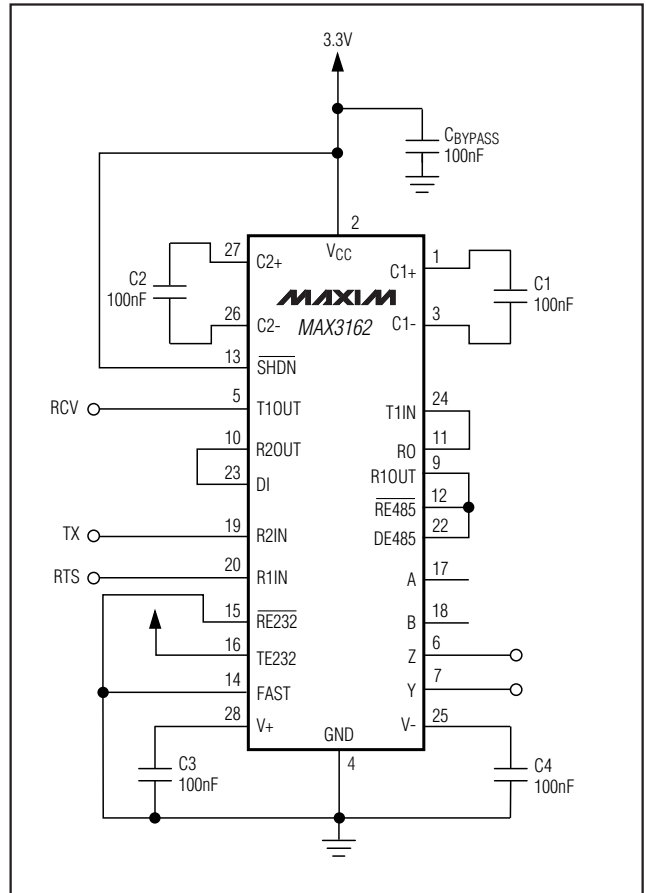 3.3V
CBYPASS
100nF
2
VCC
27
C2+
C2
100nF
26
C2-
1
C1+
C1
100nF
3
C1-
MAXIM
MAX3162
13
SHDN
RCV
5
T1OUT
24
T1IN
10
R2OUT
11
RO
23
DI
9
R1OUT
12
RE485
22
DE485
TX
19
R2IN
RTS
20
R1IN
17
A
15
RE232
18
B
16
TE232
6
Z
14
FAST
7
Y
28
V+
25
V-
GND
4
C3
100nF
C4
100nF